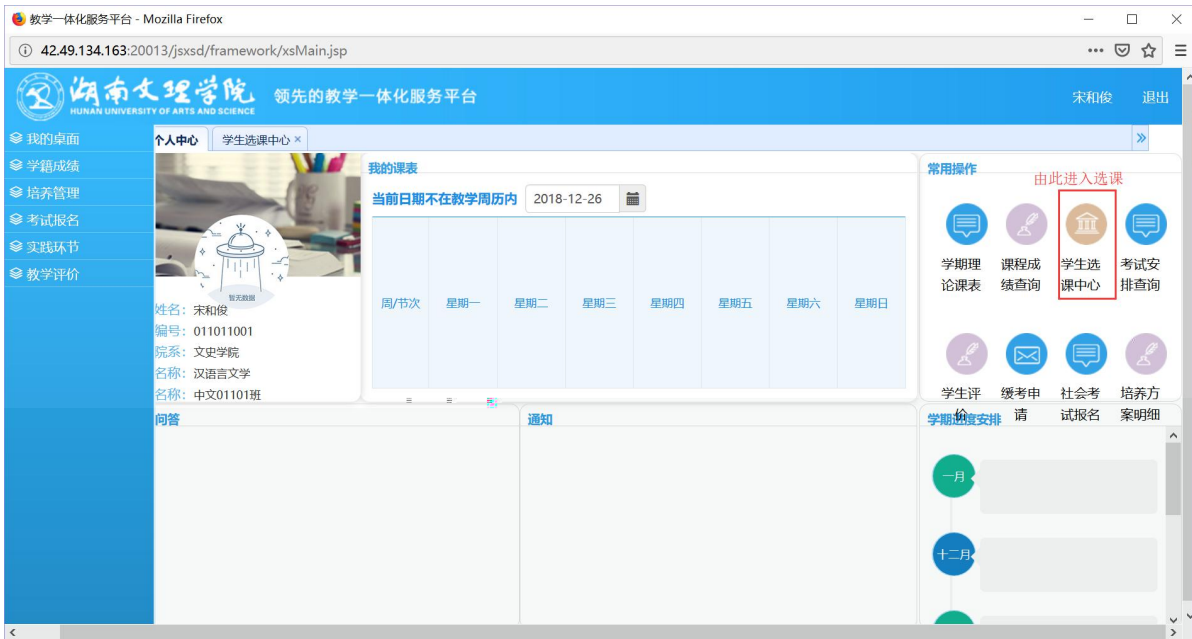 教学一体化服务平台 - Mozilla Firefox
42.49.134.163:20013/jsxsd/framework/xsMain.jsp
湖南文理学院
HUNAN UNIVERSITY OF ARTS AND SCIENCE
领先的教学一体化服务平台
宋和俊 退出
我的桌面
学籍成绩
培养管理
考试报名
实践环节
教学评价
个人中心 学生选课中心 ×
暂无数据
姓名：宋和俊
编号：011011001
院系：文史学院
名称：汉语言文学
名称：中文01101班
我的课表
当前日期不在教学周历内 2018-12-26
周/节次 星期一 星期二 星期三 星期四 星期五 星期六 星期日
常用操作
由此进入选课
学期理论课表
课程成绩查询
学生选课中心
考试安排查询
学生评价
缓考申请
社会考试报名
培养方案明细
问答
通知
学期进度安排
一月
十二月